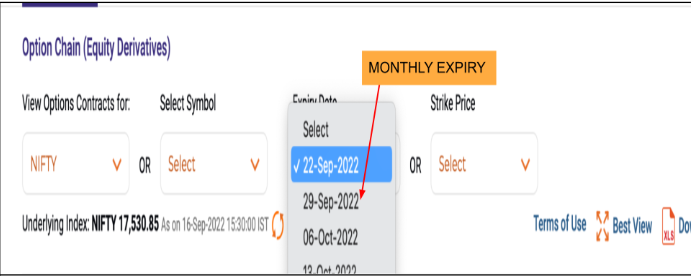 Option Chain (Equity Derivatives)
MONTHLY EXPIRY
View Options Contracts for: Select Symbol Expiry Date Strike Price
Select
NIFTY OR Select ✓ 22-Sep-2022 OR Select
29-Sep-2022
Underlying Index: NIFTY 17,530.85 As on 16-Sep-2022 15:30:00 IST Terms of Use Best View XLS
06-Oct-2022
13-Oct-2022